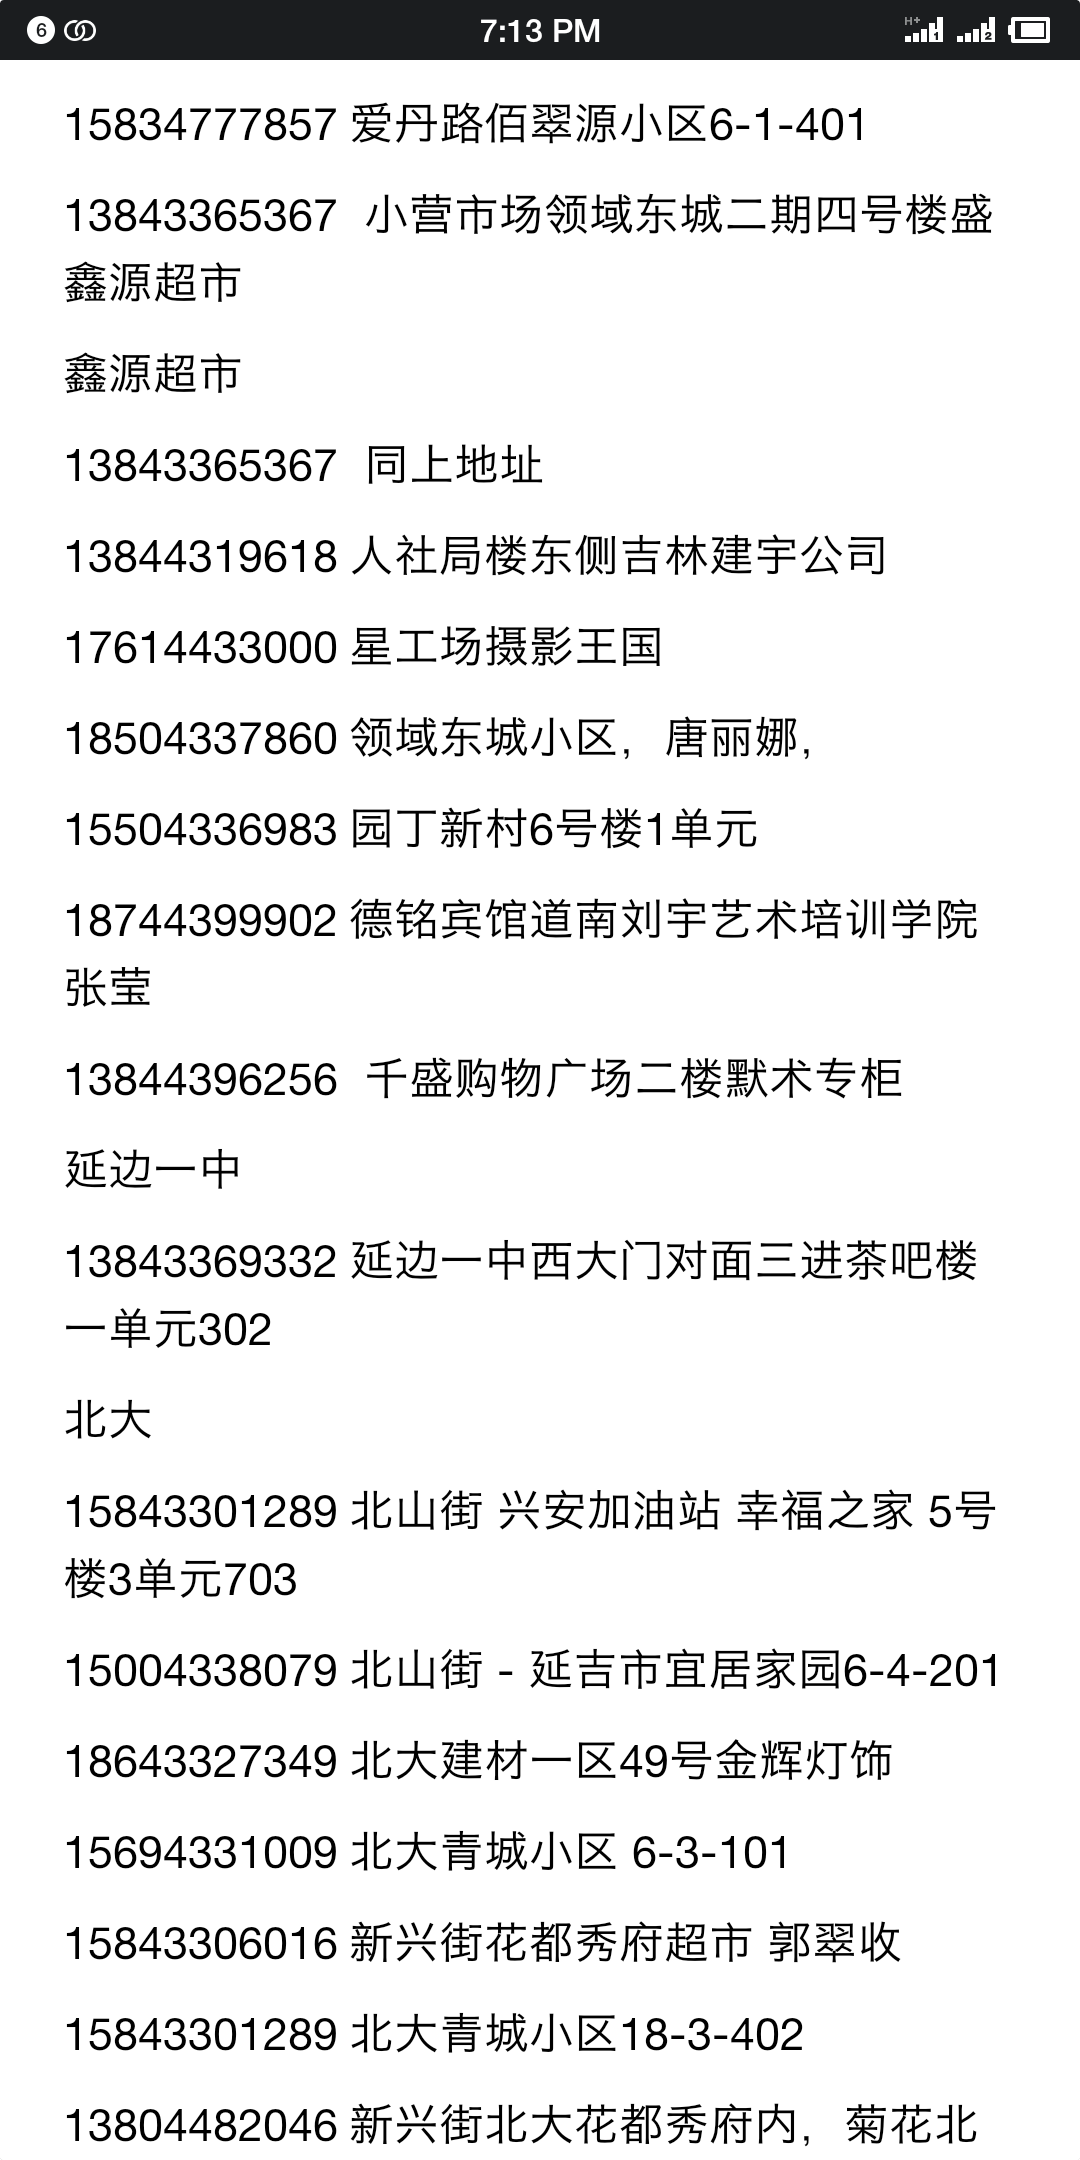 6
7:13 PM
H+
1
2
15834777857 爱丹路佰翠源小区6-1-401
13843365367 小营市场领域东城二期四号楼盛
鑫源超市
鑫源超市
13843365367 同上地址
13844319618 人社局楼东侧吉林建宇公司
17614433000 星工场摄影王国
18504337860 领域东城小区，唐丽娜，
15504336983 园丁新村6号楼1单元
18744399902 德铭宾馆道南刘宇艺术培训学院
张莹
13844396256 千盛购物广场二楼默术专柜
延边一中
13843369332 延边一中西大门对面三进茶吧楼
一单元302
北大
15843301289 北山街 兴安加油站 幸福之家 5号
楼3单元703
15004338079 北山街 - 延吉市宜居家园6-4-201
18643327349 北大建材一区49号金辉灯饰
15694331009 北大青城小区 6-3-101
15843306016 新兴街花都秀府超市 郭翠收
15843301289 北大青城小区18-3-402
13804482046 新兴街北大花都秀府内，菊花北